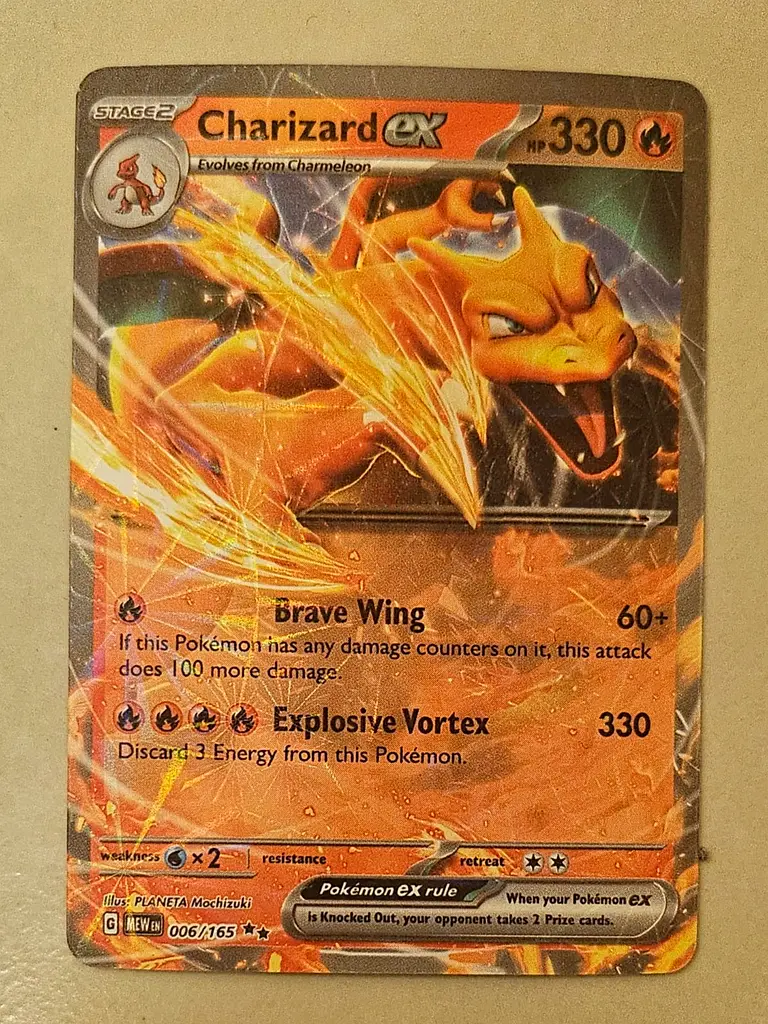 STAGE2
Charizard ex
HP 330
Evolves from Charmeleon
Brave Wing 60+
If this Pokémon has any damage counters on it, this attack
does 100 more damage.
Explosive Vortex 330
Discard 3 Energy from this Pokémon.
weakness ×2 resistance retreat
Illus: PLANETA Mochizuki
Pokémon ex rule When your Pokémon ex
is Knocked Out, your opponent takes 2 Prize cards.
G MEW EN 006/165 ★★